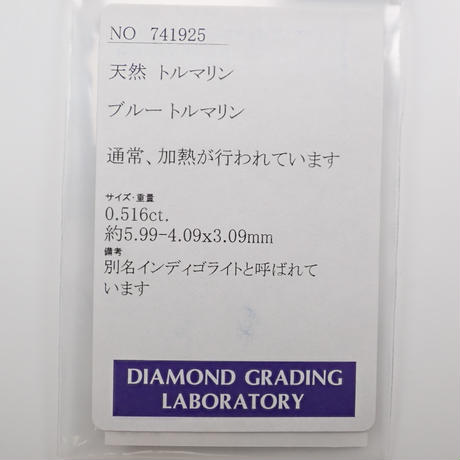 NO 741925
天然 トルマリン
ブルートルマリン
通常、加熱が行われています
サイズ・重量
0.516ct.
約5.99-4.09x3.09mm
備考
別名インディゴライトと呼ばれて
います
DIAMOND GRADING
LABORATORY